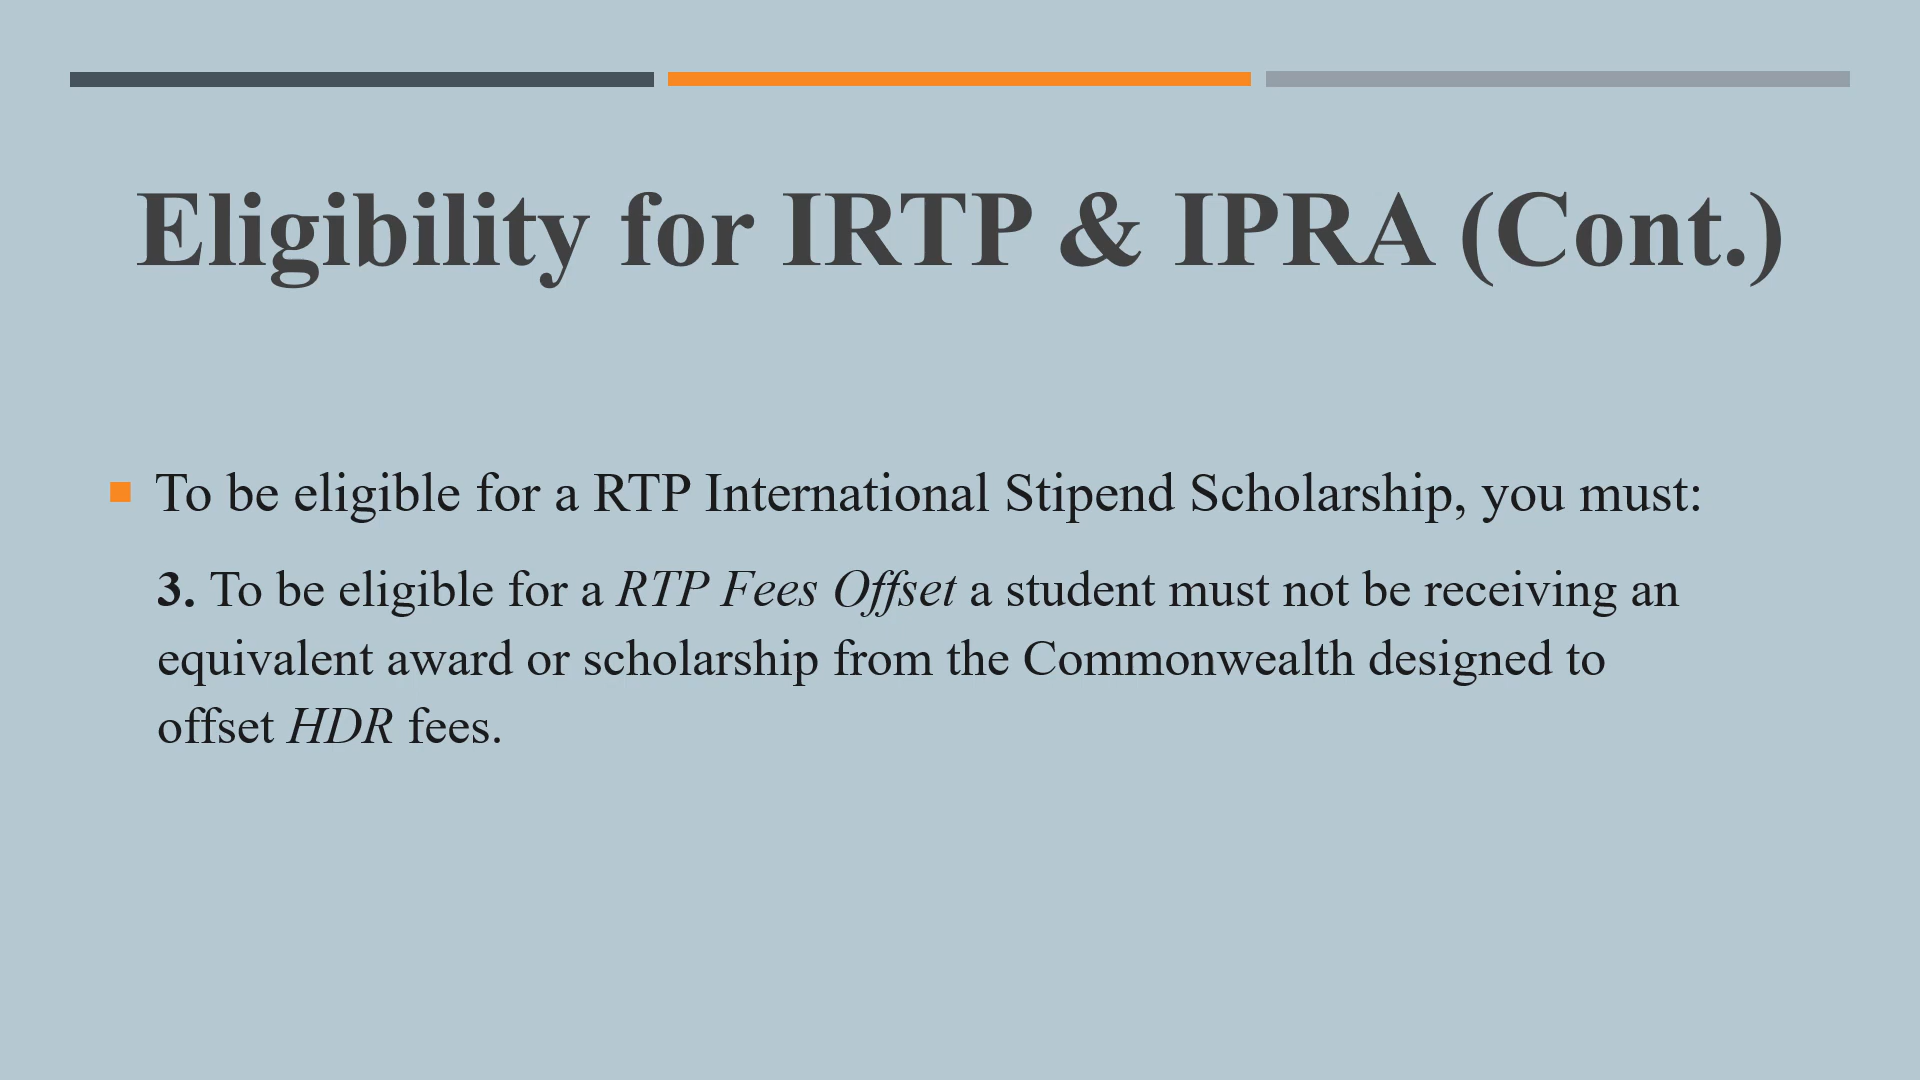 Eligibility for IRTP & IPRA (Cont.)
To be eligible for a RTP International Stipend Scholarship, you must:
3. To be eligible for a RTP Fees Offset a student must not be receiving an
equivalent award or scholarship from the Commonwealth designed to
offset HDR fees.